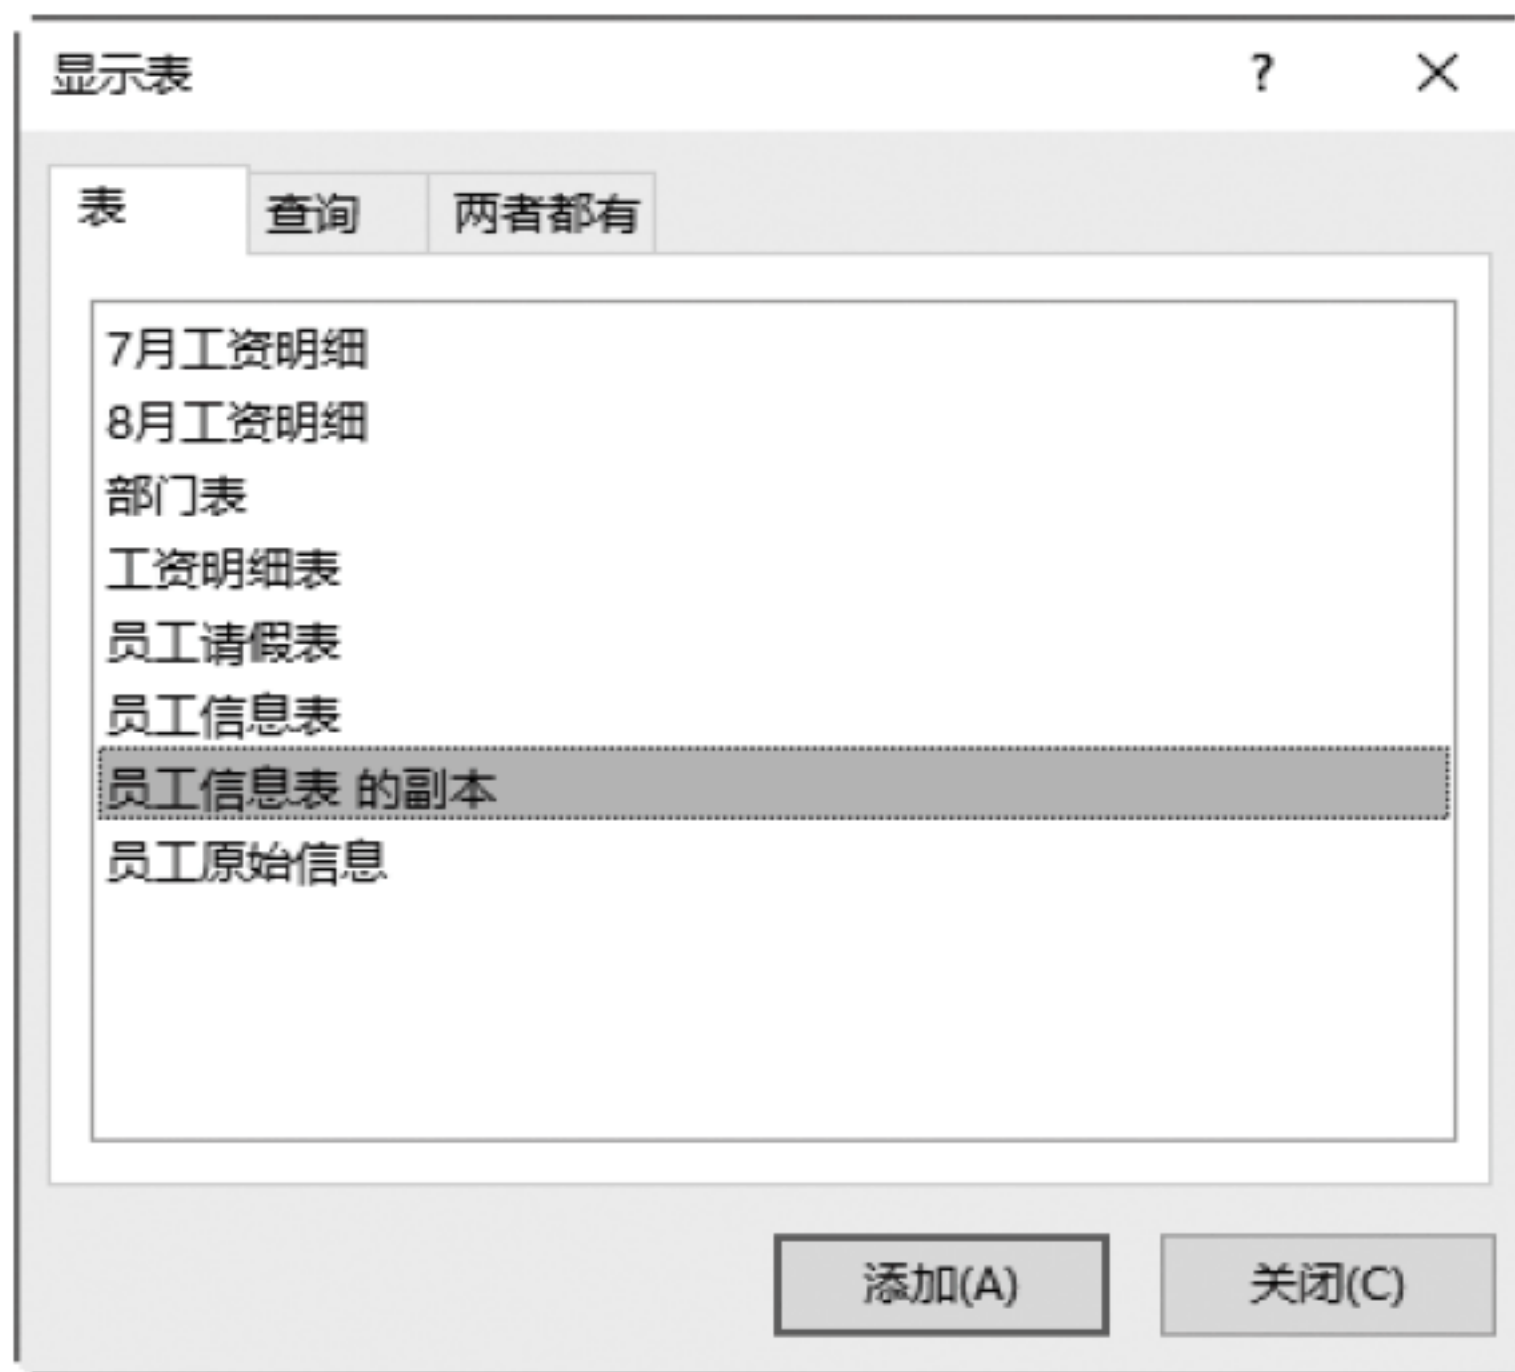 显示表 ? ×
表 查询 两者都有
7月工资明细
8月工资明细
部门表
工资明细表
员工请假表
员工信息表
员工信息表 的副本
员工原始信息
添加(A) 关闭(C)